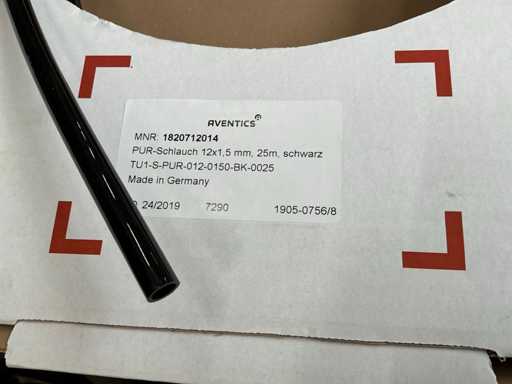 AVENTICS
MNR: 1820712014
PUR-Schlauch 12x1,5 mm, 25m, schwarz
TU1-S-PUR-012-0150-BK-0025
Made in Germany
24/2019 7290 1905-0756/8